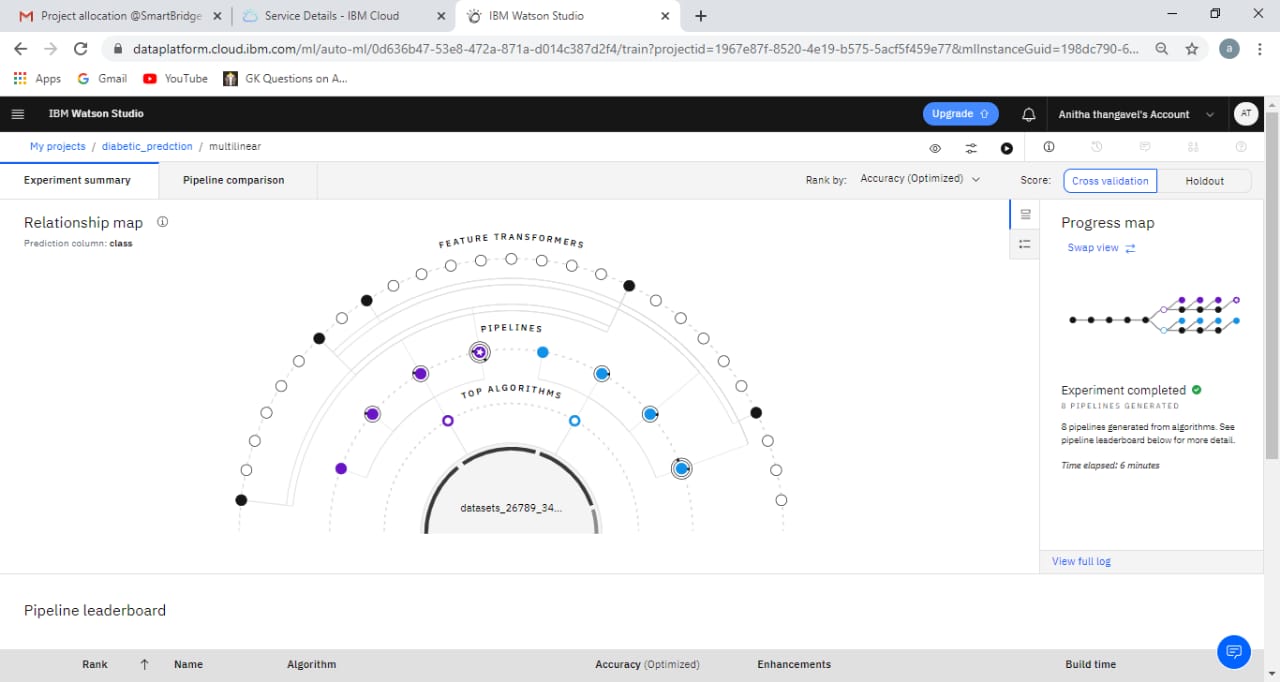 Project allocation @SmartBridge
Service Details - IBM Cloud
IBM Watson Studio
dataplatform.cloud.ibm.com/ml/auto-ml/0d636b47-53e8-472a-871a-d014c387d2f4/train?projectid=1967e87f-8520-4e19-b575-5acf5f459e77&mlInstanceGuid=198dc790-6...
a
Apps
Gmail
YouTube
GK Questions on A...
IBM Watson Studio
Upgrade
Anitha thangavel's Account
AT
My projects / diabetic_predction / multilinear
Experiment summary
Pipeline comparison
Rank by: Accuracy (Optimized)
Score: Cross validation Holdout
Relationship map
Prediction column: class
FEATURE TRANSFORMERS
PIPELINES
TOP ALGORITHMS
datasets_26789_34...
Progress map
Swap view
Experiment completed
8 PIPELINES GENERATED
8 pipelines generated from algorithms. See
pipeline leaderboard below for more detail.
Time elapsed: 6 minutes
View full log
Pipeline leaderboard
Rank Name Algorithm Accuracy (Optimized) Enhancements Build time